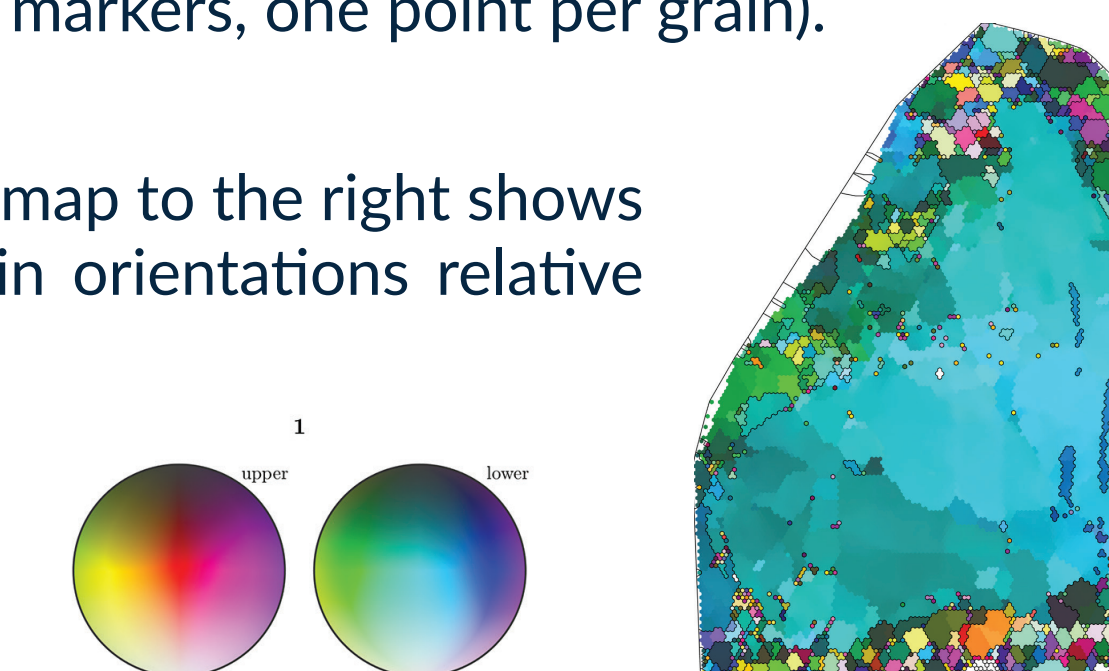 markers, one point per grain).
map to the right shows
in orientations relative
1
upper
lower